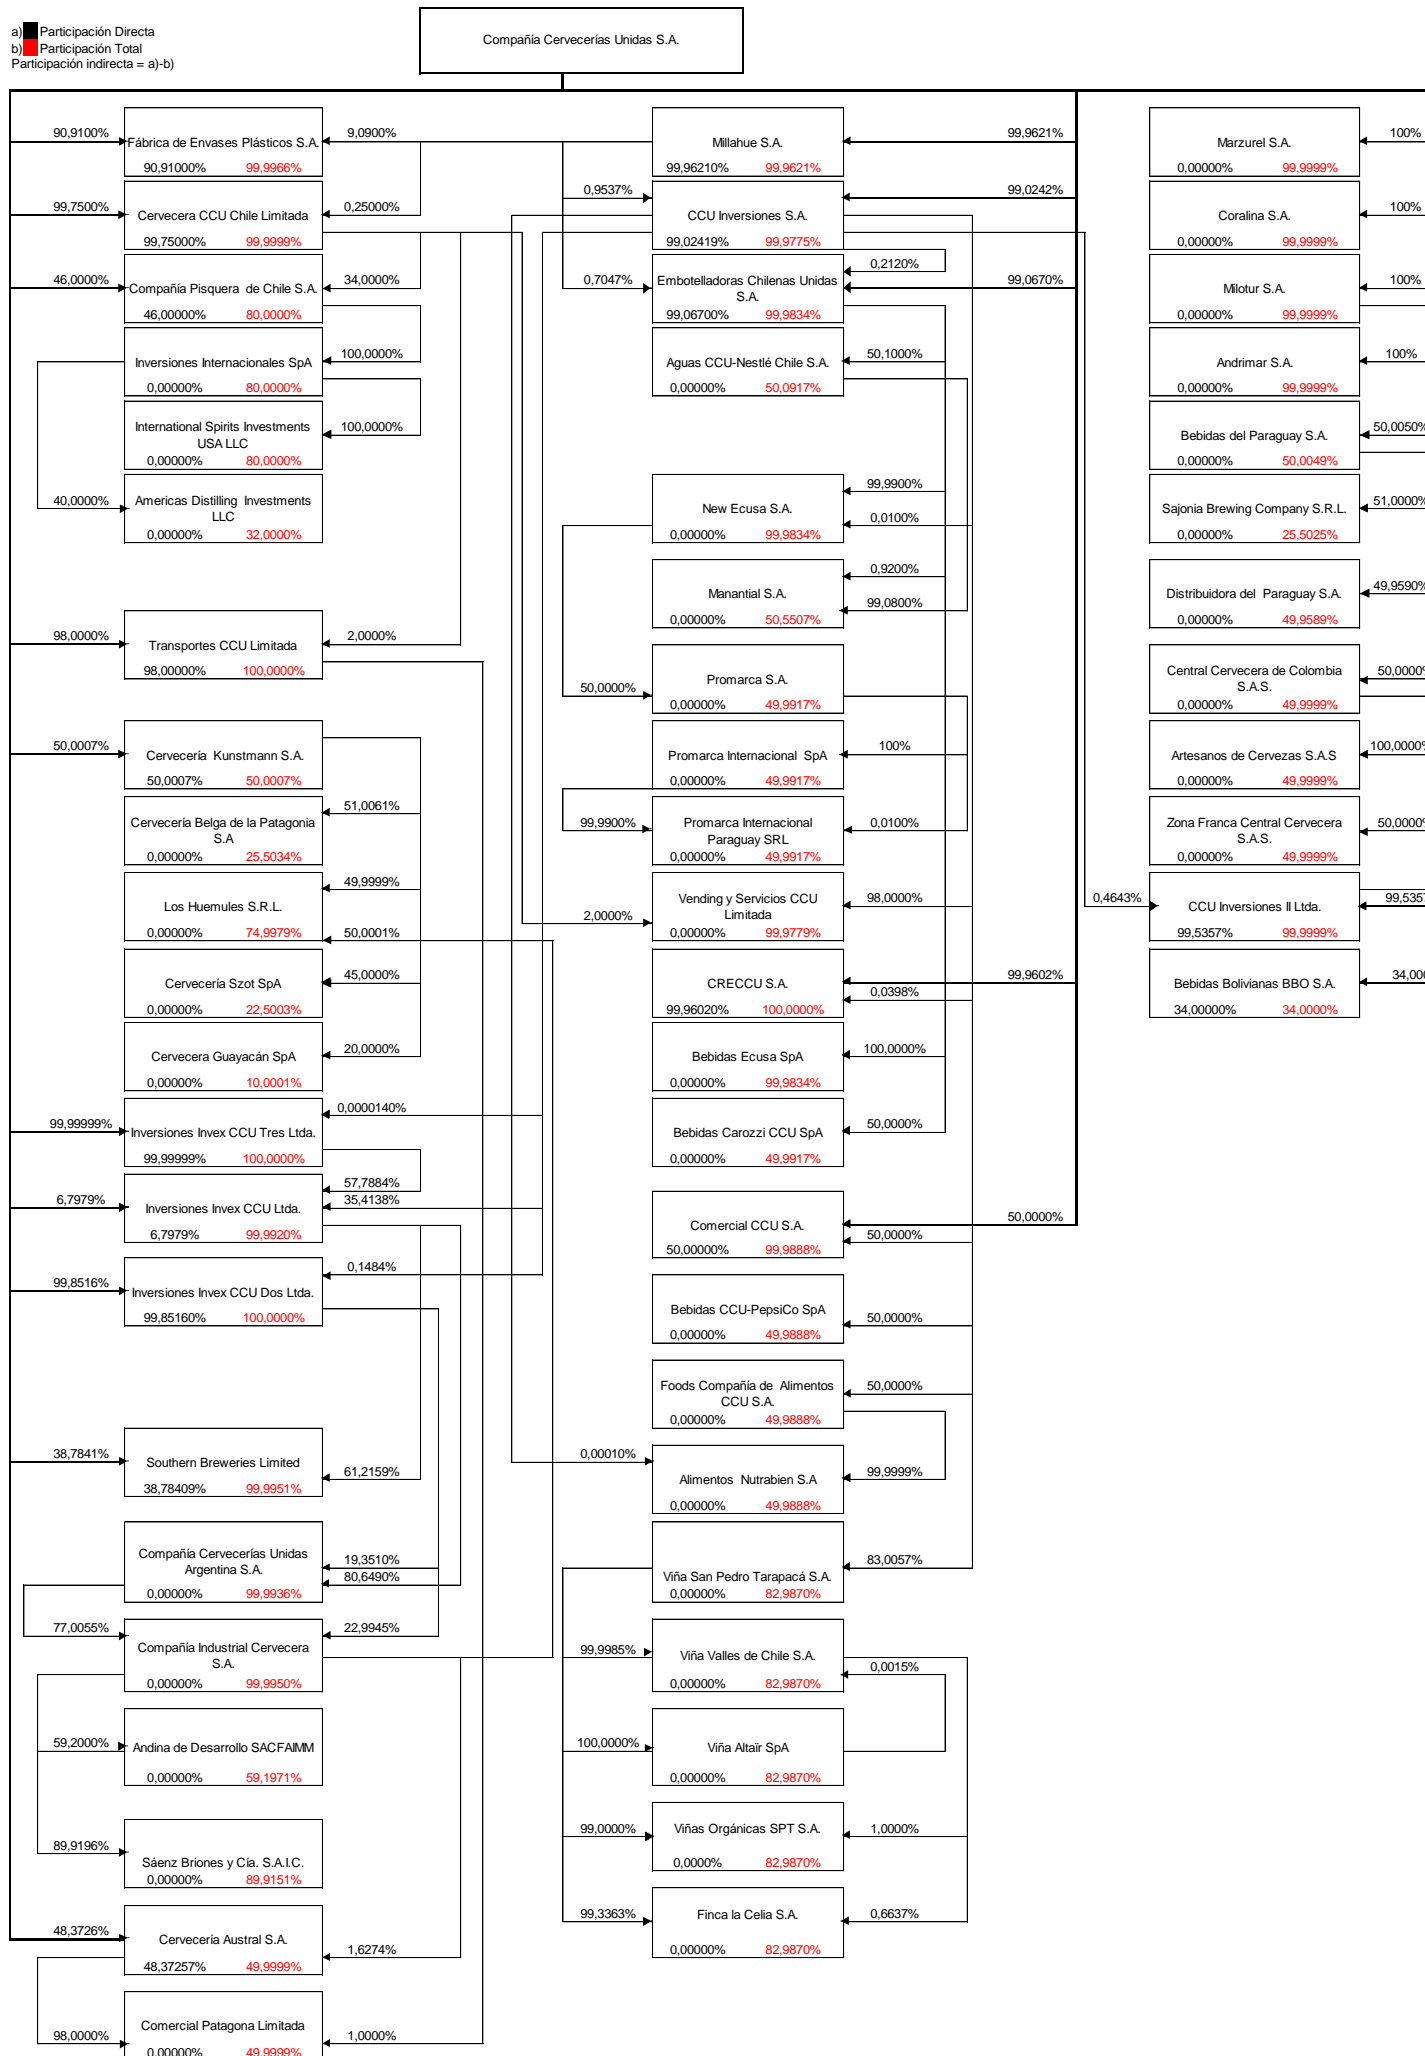 a) Participación Directa
b) Participación Total
Participación indirecta = a)-b)
Compañía Cervecerías Unidas S.A.
90,9100%
Fábrica de Envases Plásticos S.A.
90,91000% 99,9966%
9,0900%
99,7500%
Cervecera CCU Chile Limitada
99,75000% 99,9999%
0,25000%
46,0000%
Compañía Pisquera de Chile S.A.
46,00000% 80,0000%
34,0000%
Inversiones Internacionales SpA
0,00000% 80,0000%
100,0000%
International Spirits Investments
USA LLC
0,00000% 80,0000%
100,0000%
40,0000%
Americas Distilling Investments
LLC
0,00000% 32,0000%
98,0000%
Transportes CCU Limitada
98,00000% 100,0000%
2,0000%
50,0007%
Cervecería Kunstmann S.A.
50,0007% 50,0007%
Cervecería Belga de la Patagonia
S.A
0,00000% 25,5034%
51,0061%
Los Huemules S.R.L.
0,00000% 74,9979%
49,9999%
50,0001%
Cervecería Szot SpA
0,00000% 22,5003%
45,0000%
Cervecera Guayacán SpA
0,00000% 10,0001%
20,0000%
99,99999%
Inversiones Invex CCU Tres Ltda.
99,99999% 100,0000%
0,0000140%
6,7979%
Inversiones Invex CCU Ltda.
6,7979% 99,9920%
57,7884%
35,4138%
99,8516%
Inversiones Invex CCU Dos Ltda.
99,85160% 100,0000%
0,1484%
38,7841%
Southern Breweries Limited
38,78409% 99,9951%
61,2159%
Compañía Cervecerías Unidas
Argentina S.A.
0,00000% 99,9936%
19,3510%
80,6490%
77,0055%
Compañía Industrial Cervecera
S.A.
0,00000% 99,9950%
22,9945%
59,2000%
Andina de Desarrollo SACFAIMM
0,00000% 59,1971%
89,9196%
Sáenz Briones y Cía. S.A.I.C.
0,00000% 89,9151%
48,3726%
Cervecería Austral S.A.
48,37257% 49,9999%
1,6274%
98,0000%
Comercial Patagona Limitada
0,00000% 49,9999%
1,0000%
Millahue S.A.
99,96210% 99,9621%
99,9621%
0,9537%
CCU Inversiones S.A.
99,02419% 99,9775%
99,0242%
0,7047%
Embotelladoras Chilenas Unidas
S.A.
99,06700% 99,9834%
0,2120%
99,0670%
Aguas CCU-Nestlé Chile S.A.
0,00000% 50,0917%
50,1000%
New Ecusa S.A.
0,00000% 99,9834%
99,9900%
0,0100%
Manantial S.A.
0,00000% 50,5507%
0,9200%
99,0800%
50,0000%
Promarca S.A.
0,00000% 49,9917%
Promarca Internacional SpA
0,00000% 49,9917%
100%
99,9900%
Promarca Internacional
Paraguay SRL
0,00000% 49,9917%
0,0100%
2,0000%
Vending y Servicios CCU
Limitada
0,00000% 99,9779%
98,0000%
CRECCU S.A.
99,96020% 100,0000%
99,9602%
0,0398%
Bebidas Ecusa SpA
0,00000% 99,9834%
100,0000%
Bebidas Carozzi CCU SpA
0,00000% 49,9917%
50,0000%
Comercial CCU S.A.
50,00000% 99,9888%
50,0000%
50,0000%
Bebidas CCU-PepsiCo SpA
0,00000% 49,9888%
50,0000%
Foods Compañía de Alimentos
CCU S.A.
0,00000% 49,9888%
50,0000%
0,00010%
Alimentos Nutrabien S.A
0,00000% 49,9888%
99,9999%
Viña San Pedro Tarapacá S.A.
0,00000% 82,9870%
83,0057%
99,9985%
Viña Valles de Chile S.A.
0,00000% 82,9870%
0,0015%
100,0000%
Viña Altaïr SpA
0,00000% 82,9870%
99,0000%
Viñas Orgánicas SPT S.A.
0,0000% 82,9870%
1,0000%
99,3363%
Finca la Celia S.A.
0,00000% 82,9870%
0,6637%
Marzurel S.A.
0,00000% 99,9999%
100%
Coralina S.A.
0,00000% 99,9999%
100%
Milotur S.A.
0,00000% 99,9999%
100%
Andrimar S.A.
0,00000% 99,9999%
100%
Bebidas del Paraguay S.A.
0,00000% 50,0049%
50,0050%
Sajonia Brewing Company S.R.L.
0,00000% 25,5025%
51,0000%
Distribuidora del Paraguay S.A.
0,00000% 49,9589%
49,9590%
Central Cervecera de Colombia
S.A.S.
0,00000% 49,9999%
50,0000%
Artesanos de Cervezas S.A.S
0,00000% 49,9999%
100,0000%
Zona Franca Central Cervecera
S.A.S.
0,00000% 49,9999%
50,0000%
0,4643%
CCU Inversiones II Ltda.
99,5357% 99,9999%
99,5357
Bebidas Bolivianas BBO S.A.
34,00000% 34,0000%
34,00